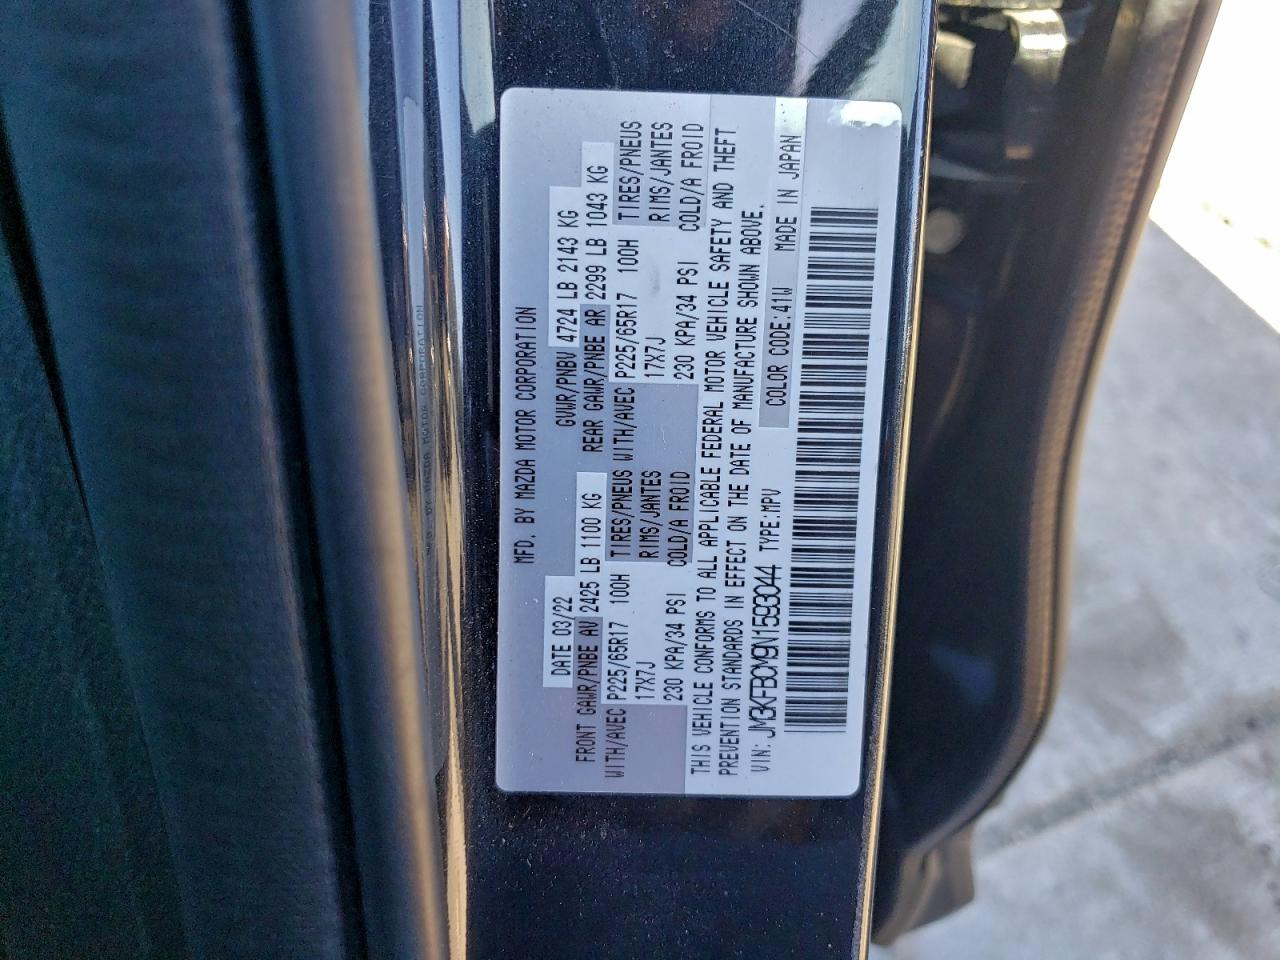 MFD. BY MAZDA MOTOR CORPORATION
DATE 03/22 GVWR/PNBV 4724 LB 2143 KG
FRONT GAWR/PNBE AV 2425 LB 1100 KG REAR GAWR/PNBE AR 2299 LB 1043 KG
WITH/AVEC P225/65R17 100H TIRES/PNEUS WITH/AVEC P225/65R17 100H TIRES/PNEUS
17X7J RIMS/JANTES 17X7J RIMS/JANTES
230 KPA/34 PSI COLD/A FROID 230 KPA/34 PSI COLD/A FROID
THIS VEHICLE CONFORMS TO ALL APPLICABLE FEDERAL MOTOR VEHICLE SAFETY AND THEFT
PREVENTION STANDARDS IN EFFECT ON THE DATE OF MANUFACTURE SHOWN ABOVE.
VIN: JM3KFBCM9N1593044 TYPE:MPV COLOR CODE:41W MADE IN JAPAN
MFD. BY MAZDA MOTOR CORPORATION